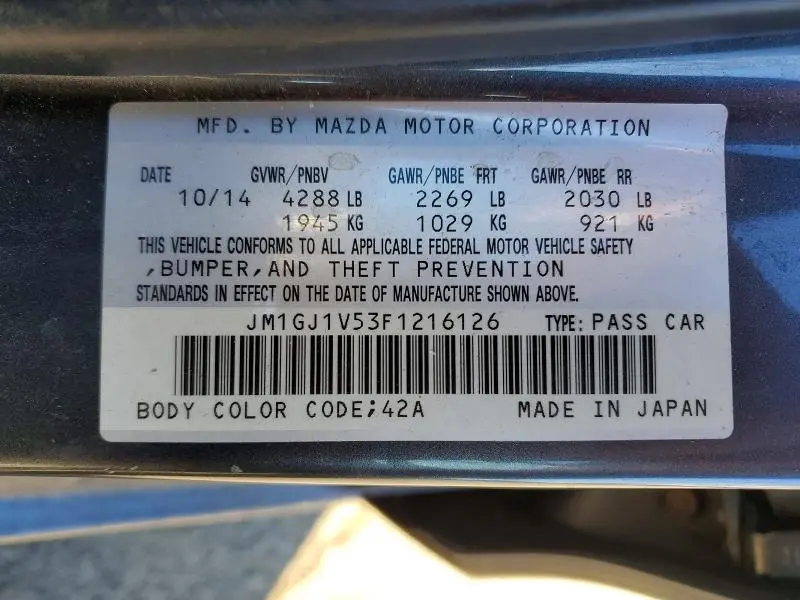 MFD. BY MAZDA MOTOR CORPORATION
DATE GVWR/PNBV GAWR/PNBE FRT GAWR/PNBE RR
10/14 4288 LB 2269 LB 2030 LB
1945 KG 1029 KG 921 KG
THIS VEHICLE CONFORMS TO ALL APPLICABLE FEDERAL MOTOR VEHICLE SAFETY
,BUMPER,AND THEFT PREVENTION
STANDARDS IN EFFECT ON THE DATE OF MANUFACTURE SHOWN ABOVE.
JM1GJ1V53F1216126 TYPE: PASS CAR
BODY COLOR CODE;42A MADE IN JAPAN